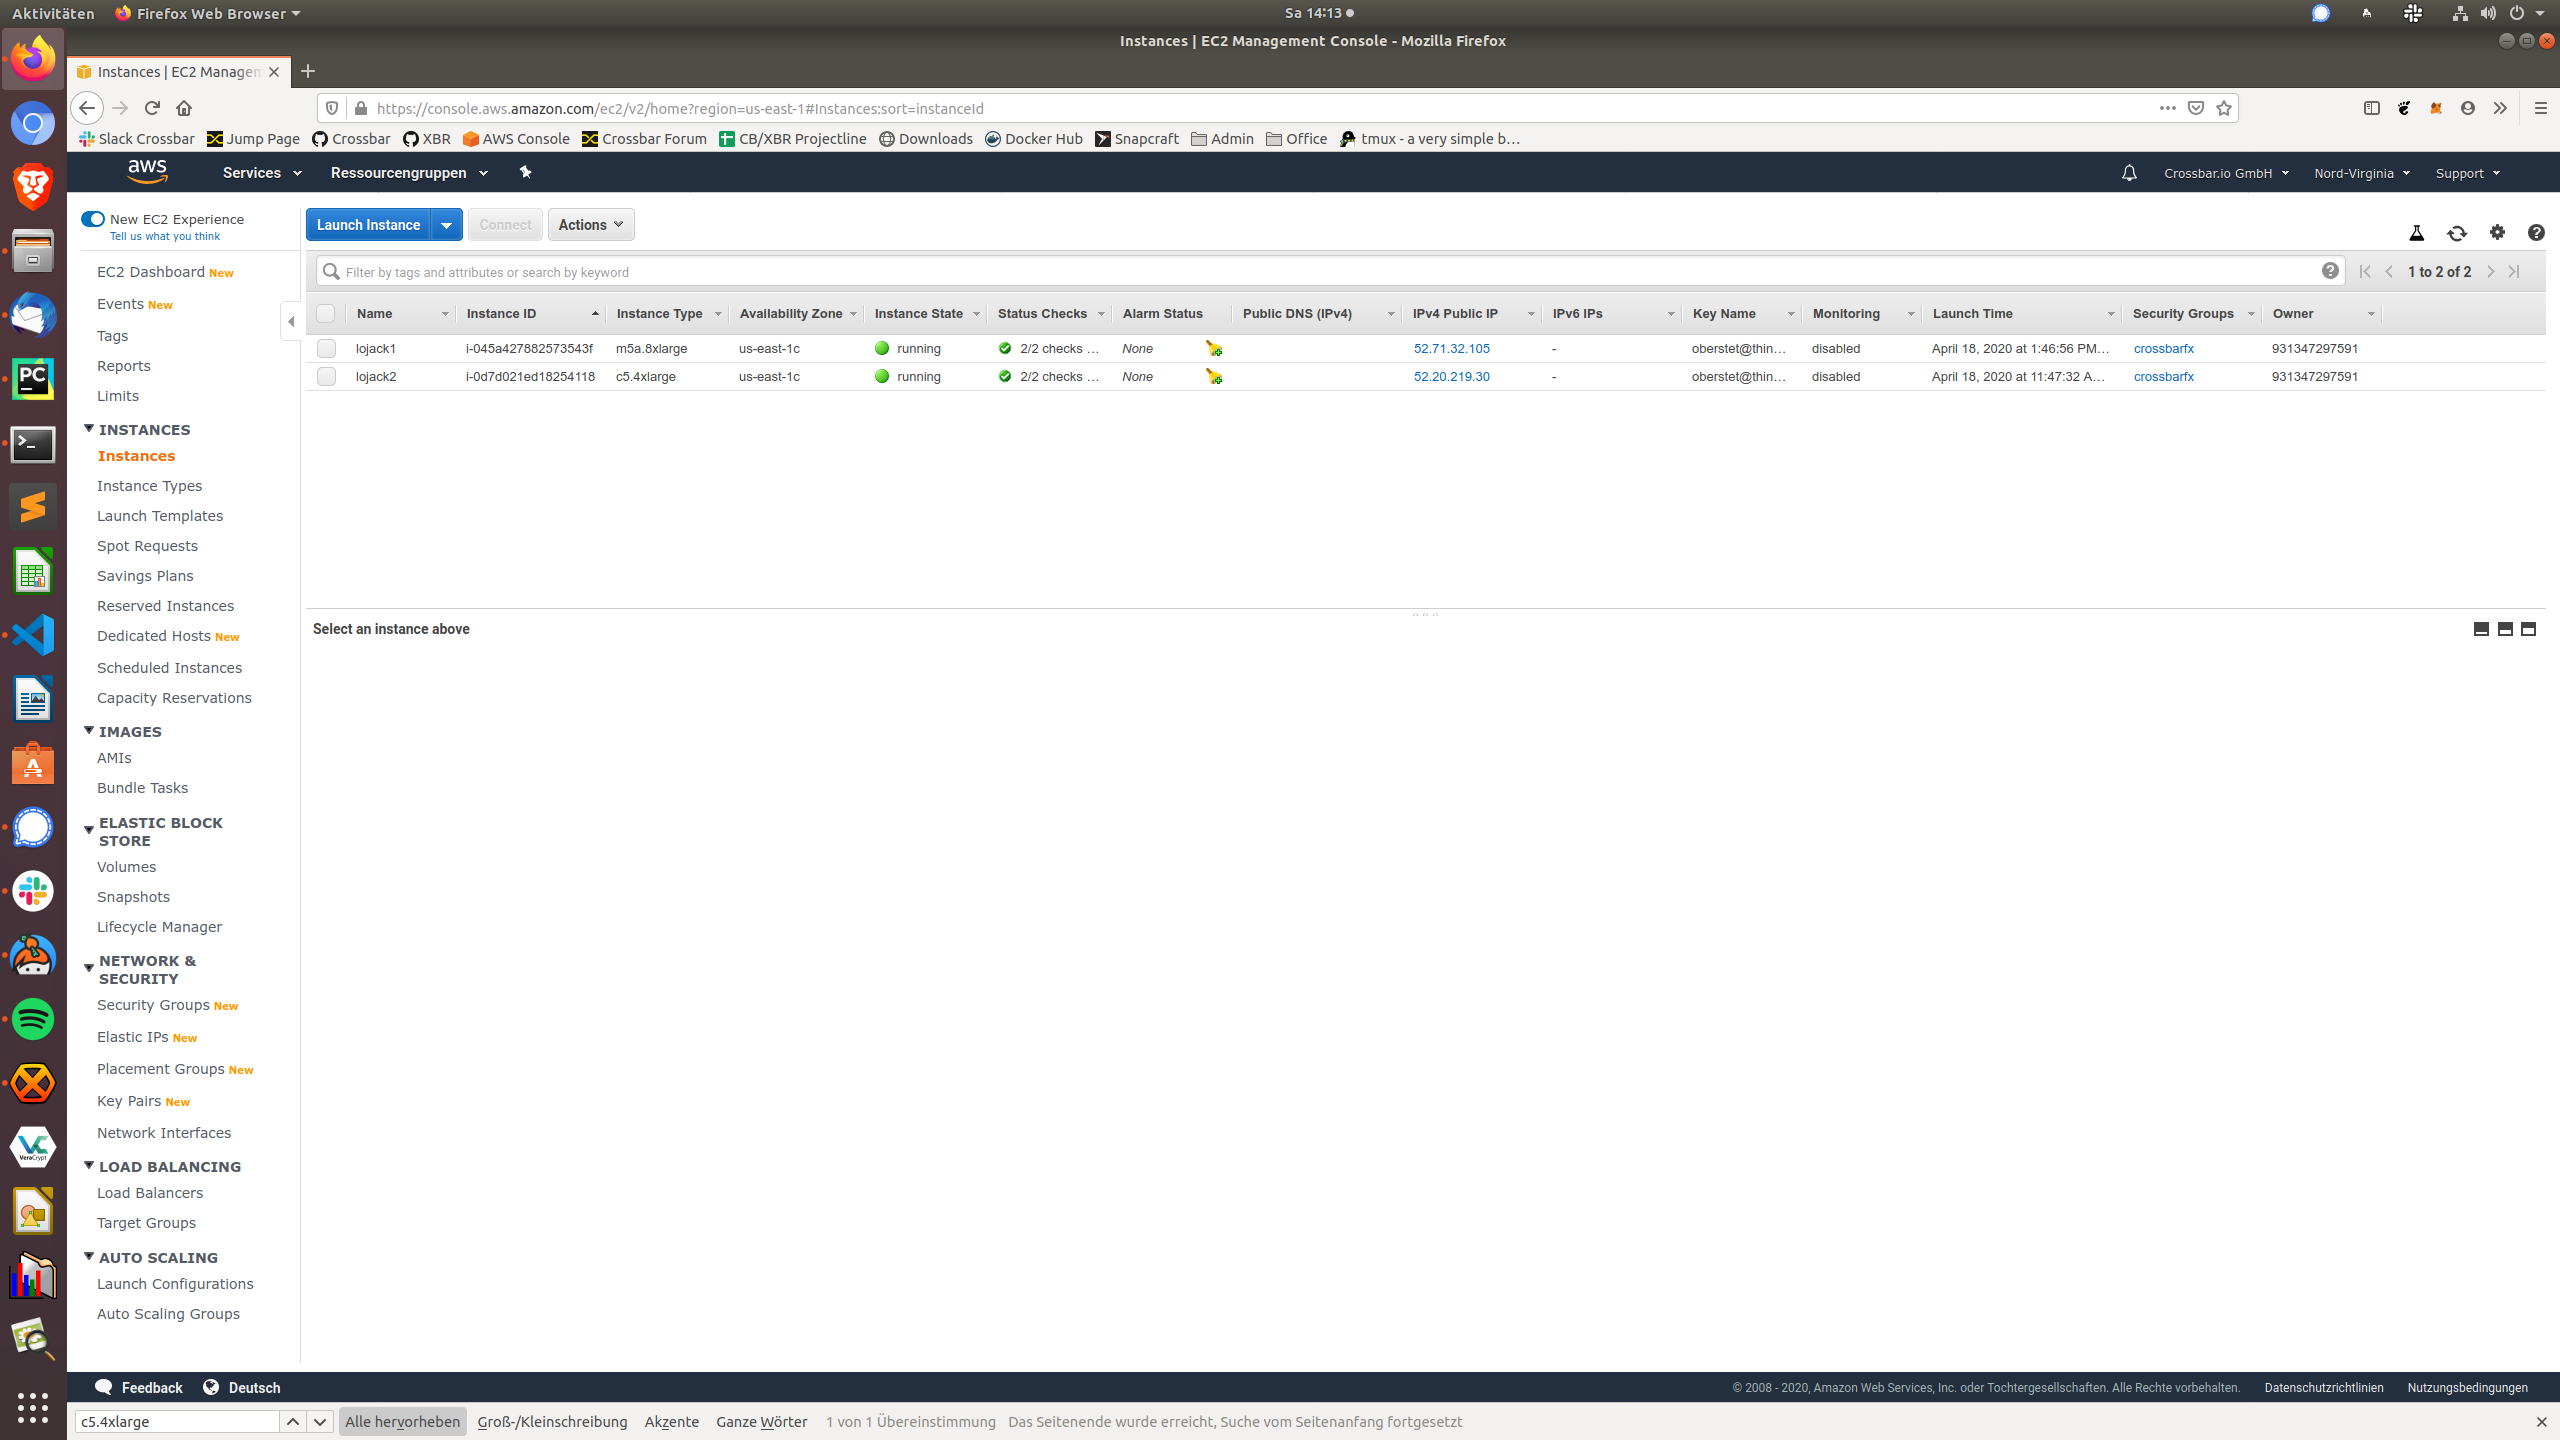 Aktivitäten Firefox Web Browser Sa 14:13
Instances | EC2 Management Console - Mozilla Firefox
Instances | EC2 Managem
https://console.aws.amazon.com/ec2/v2/home?region=us-east-1#Instances:sort=instanceId
Slack Crossbar Jump Page Crossbar XBR AWS Console Crossbar Forum CB/XBR Projectline Downloads Docker Hub Snapcraft Admin Office tmux - a very simple b…
aws Services Ressourcengruppen Crossbar.io GmbH Nord-Virginia Support
New EC2 Experience
Tell us what you think
Launch Instance Connect Actions
Filter by tags and attributes or search by keyword 1 to 2 of 2
Name Instance ID Instance Type Availability Zone Instance State Status Checks Alarm Status Public DNS (IPv4) IPv4 Public IP IPv6 IPs Key Name Monitoring Launch Time Security Groups Owner
lojack1 i-045a427882573543f m5a.8xlarge us-east-1c running 2/2 checks … None 52.71.32.105 - oberstet@thin… disabled April 18, 2020 at 1:46:56 PM… crossbarfx 931347297591
lojack2 i-0d7d021ed18254118 c5.4xlarge us-east-1c running 2/2 checks … None 52.20.219.30 - oberstet@thin… disabled April 18, 2020 at 11:47:32 A… crossbarfx 931347297591
Select an instance above
EC2 Dashboard New
Events New
Tags
Reports
Limits
INSTANCES
Instances
Instance Types
Launch Templates
Spot Requests
Savings Plans
Reserved Instances
Dedicated Hosts New
Scheduled Instances
Capacity Reservations
IMAGES
AMIs
Bundle Tasks
ELASTIC BLOCK
STORE
Volumes
Snapshots
Lifecycle Manager
NETWORK &
SECURITY
Security Groups New
Elastic IPs New
Placement Groups New
Key Pairs New
Network Interfaces
LOAD BALANCING
Load Balancers
Target Groups
AUTO SCALING
Launch Configurations
Auto Scaling Groups
PC
VC
VeraCrypt
Feedback Deutsch © 2008 - 2020, Amazon Web Services, Inc. oder Tochtergesellschaften. Alle Rechte vorbehalten. Datenschutzrichtlinien Nutzungsbedingungen
c5.4xlarge Alle hervorheben Groß-/Kleinschreibung Akzente Ganze Wörter 1 von 1 Übereinstimmung Das Seitenende wurde erreicht, Suche vom Seitenanfang fortgesetzt